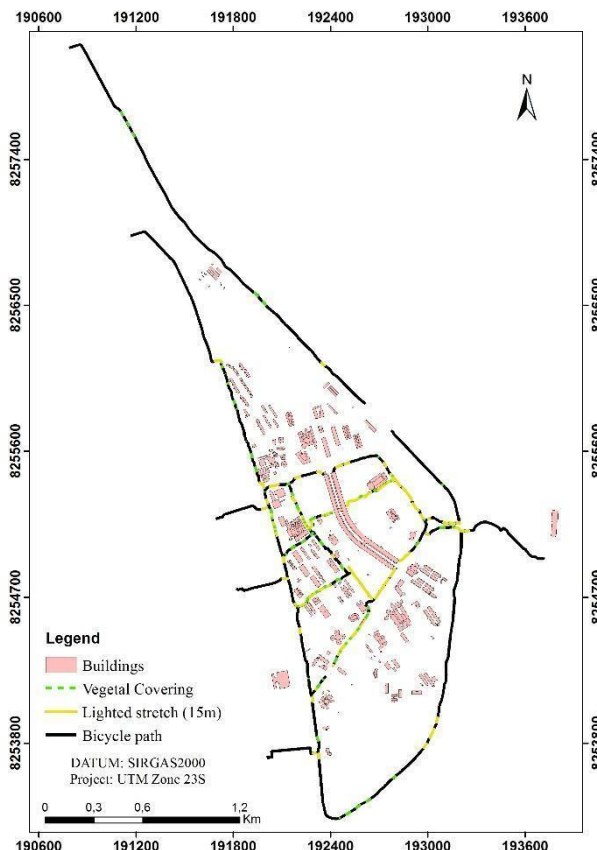 190600 191200 191800 192400 193000 193600
N
8257400
8257400
8256500
8256500
8255600
8255600
8254700
8254700
8253800
8253800
Legend
Buildings
Vegetal Covering
Lighted stretch (15m)
Bicycle path
DATUM: SIRGAS2000
Project: UTM Zone 23S
0 0,3 0,6 1,2
Km
190600 191200 191800 192400 193000 193600